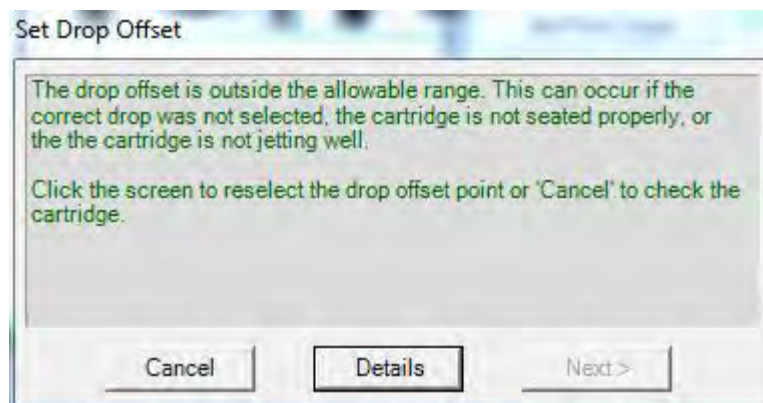 Set Drop Offset
The drop offset is outside the allowable range. This can occur if the
correct drop was not selected, the cartridge is not seated properly, or
the the cartridge is not jetting well.
Click the screen to reselect the drop offset point or 'Cancel' to check the
cartridge.
Cancel
Details
Next >